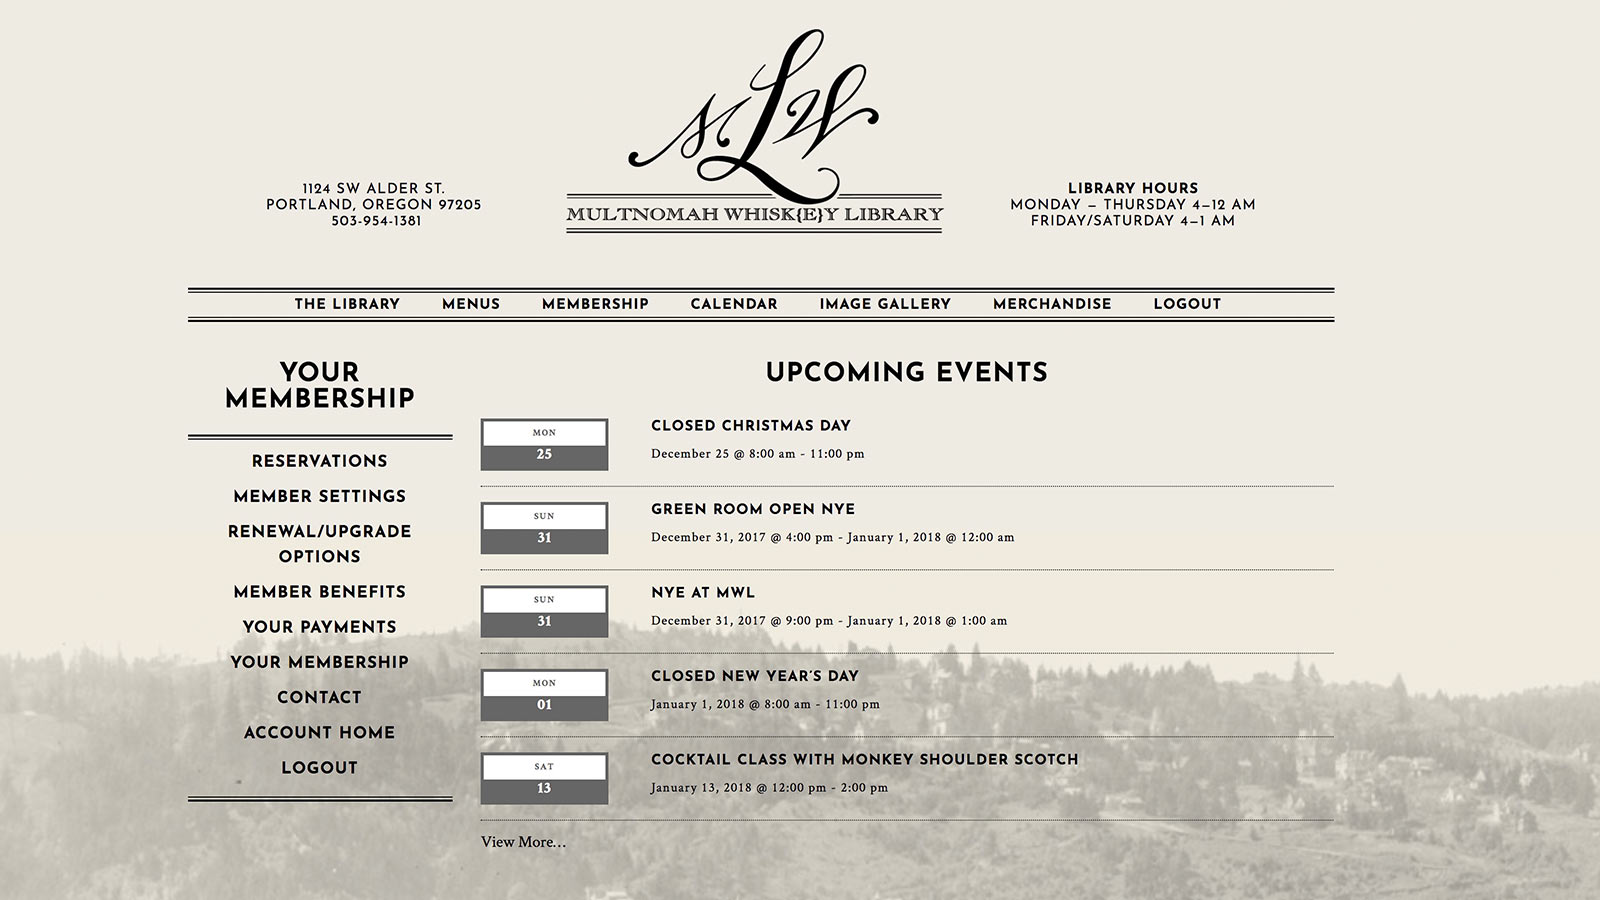 MLW
MULTNOMAH WHISK{E}Y LIBRARY
1124 SW ALDER ST.
PORTLAND, OREGON 97205
503-954-1381
LIBRARY HOURS
MONDAY – THURSDAY 4–12 AM
FRIDAY/SATURDAY 4–1 AM
THE LIBRARY MENUS MEMBERSHIP CALENDAR IMAGE GALLERY MERCHANDISE LOGOUT
YOUR
MEMBERSHIP
RESERVATIONS
MEMBER SETTINGS
RENEWAL/UPGRADE
OPTIONS
MEMBER BENEFITS
YOUR PAYMENTS
YOUR MEMBERSHIP
CONTACT
ACCOUNT HOME
LOGOUT
UPCOMING EVENTS
MON
25
CLOSED CHRISTMAS DAY
December 25 @ 8:00 am - 11:00 pm
SUN
31
GREEN ROOM OPEN NYE
December 31, 2017 @ 4:00 pm - January 1, 2018 @ 12:00 am
SUN
31
NYE AT MWL
December 31, 2017 @ 9:00 pm - January 1, 2018 @ 1:00 am
MON
01
CLOSED NEW YEAR'S DAY
January 1, 2018 @ 8:00 am - 11:00 pm
SAT
13
COCKTAIL CLASS WITH MONKEY SHOULDER SCOTCH
January 13, 2018 @ 12:00 pm - 2:00 pm
View More…